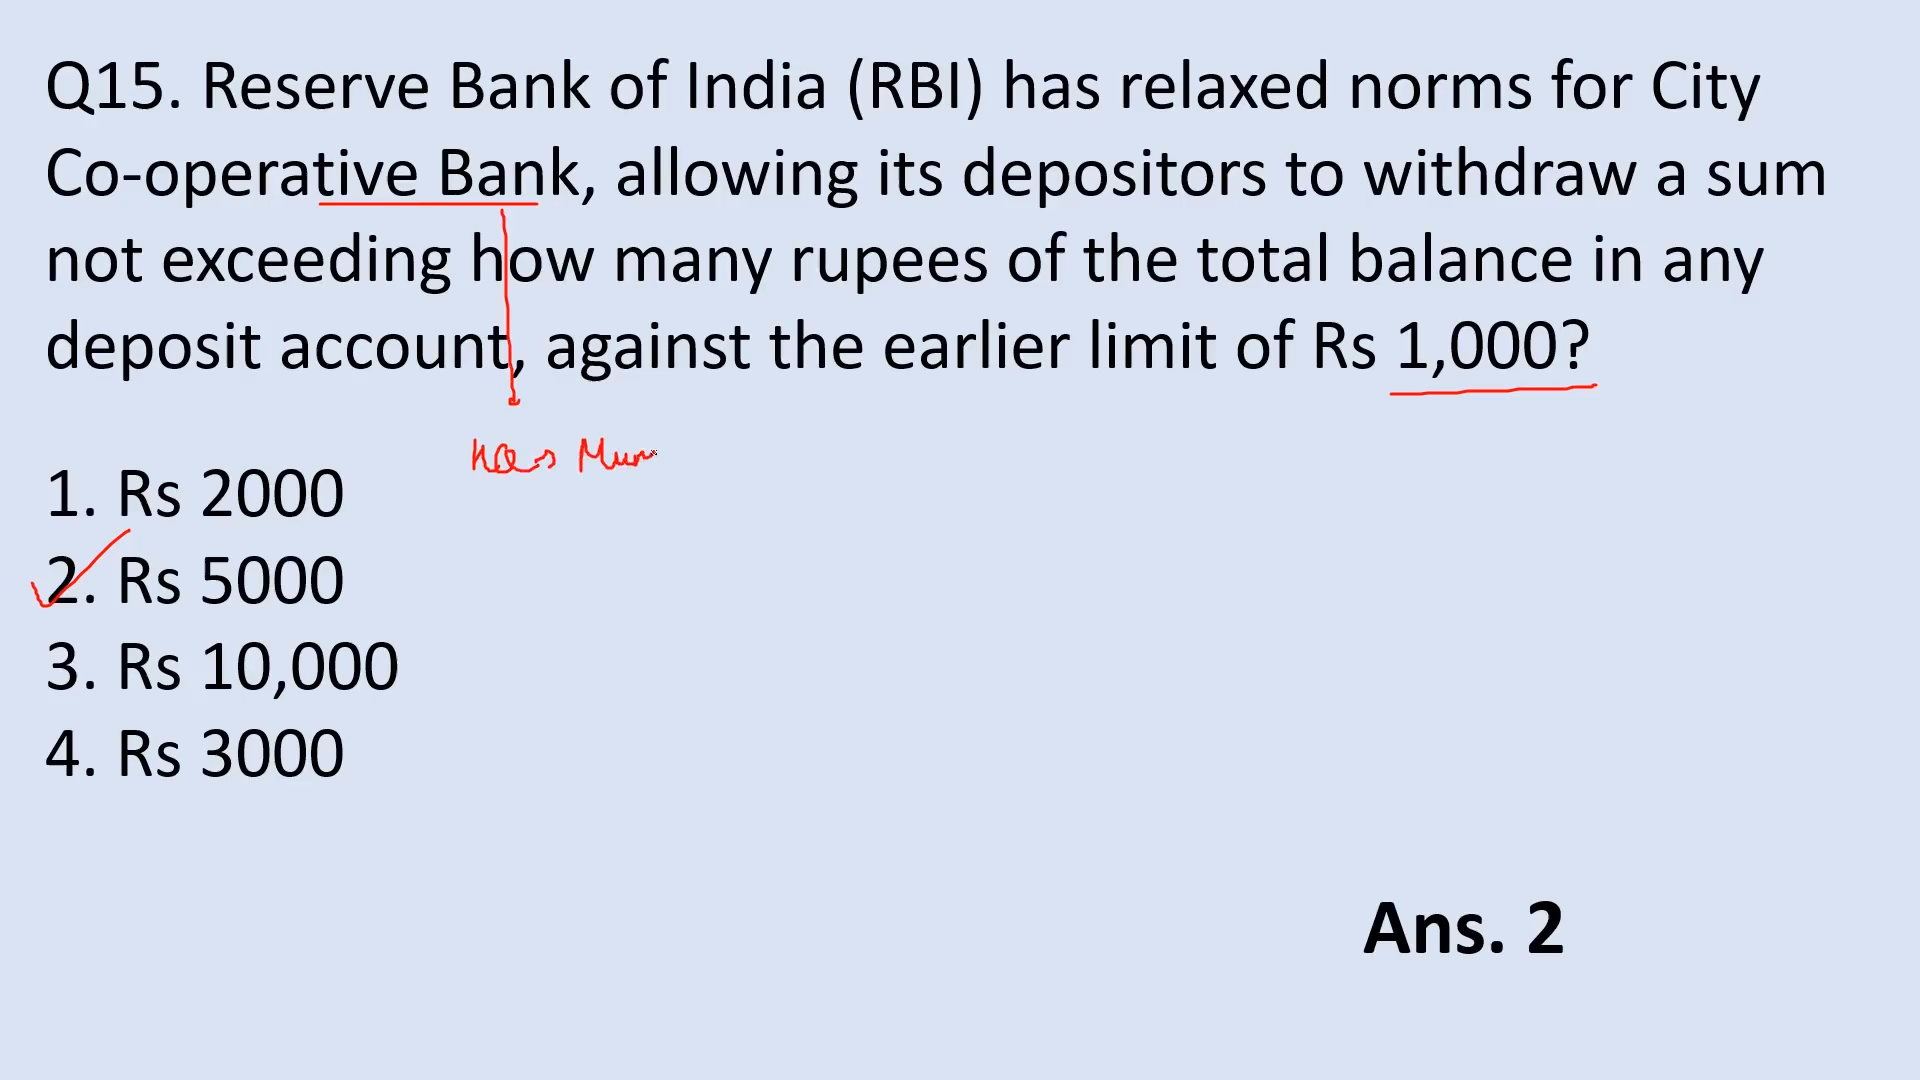 Q15. Reserve Bank of India (RBI) has relaxed norms for City
Co-operative Bank, allowing its depositors to withdraw a sum
not exceeding how many rupees of the total balance in any
deposit account, against the earlier limit of Rs 1,000?
HQ → Mum
1. Rs 2000
2. Rs 5000
3. Rs 10,000
4. Rs 3000
Ans. 2